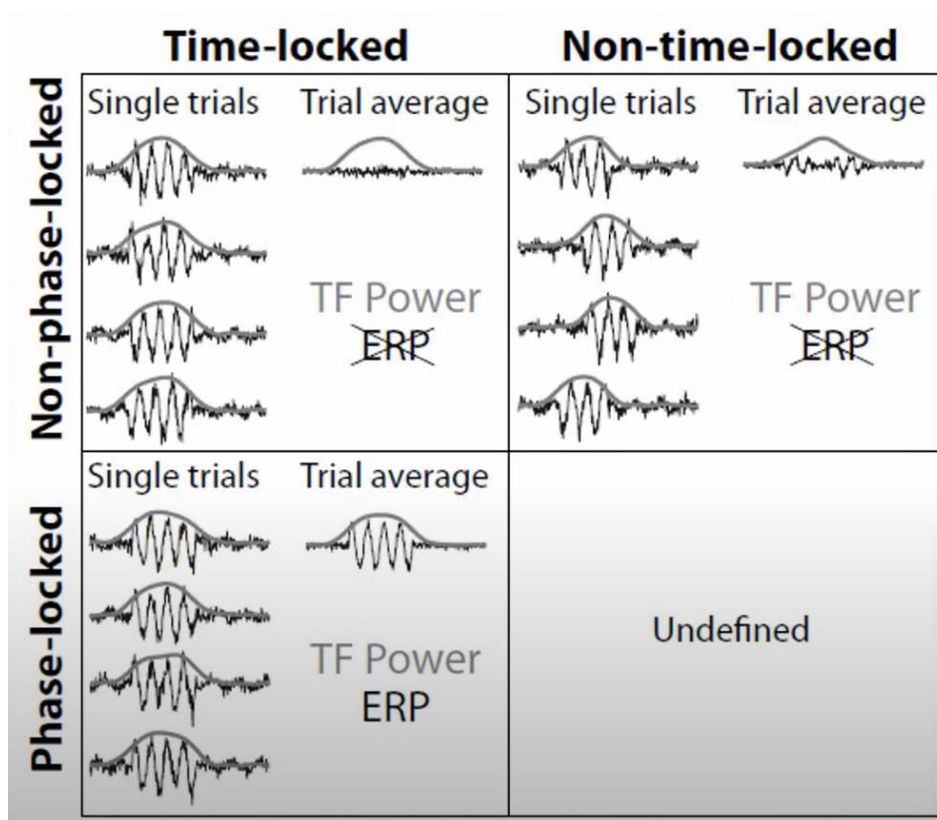 Time-locked
Non-time-locked
Non-phase-locked
Single trials
Trial average
TF Power
ERP
Single trials
Trial average
TF Power
ERP
Phase-locked
Single trials
Trial average
TF Power
ERP
Undefined